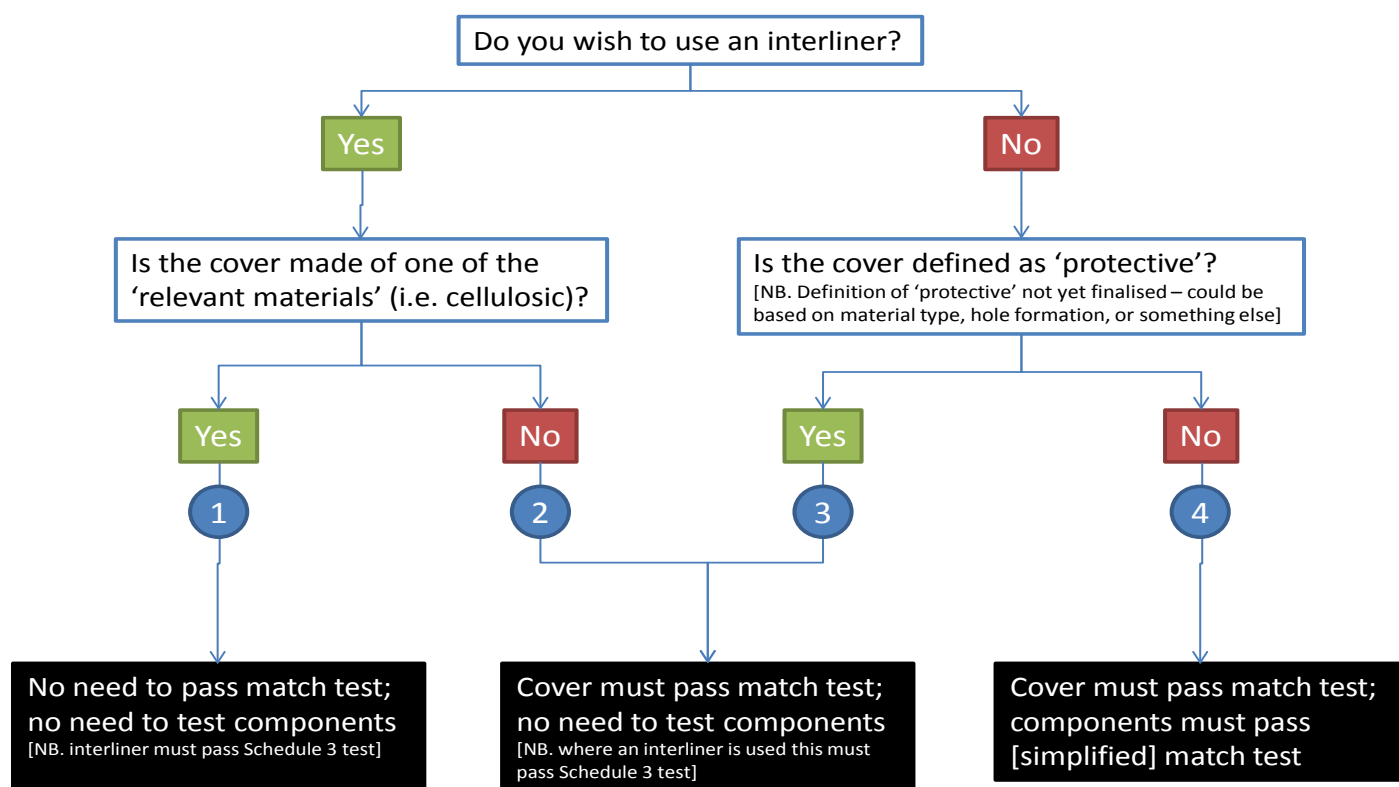 Do you wish to use an interliner?
Yes
No
Is the cover made of one of the
‘relevant materials’ (i.e. cellulosic)?
Is the cover defined as ‘protective’?
[NB. Definition of ‘protective’ not yet finalised – could be
based on material type, hole formation, or something else]
Yes
No
Yes
No
1
2
3
4
No need to pass match test;
no need to test components
[NB. interliner must pass Schedule 3 test]
Cover must pass match test;
no need to test components
[NB. where an interliner is used this must
pass Schedule 3 test]
Cover must pass match test;
components must pass
[simplified] match test